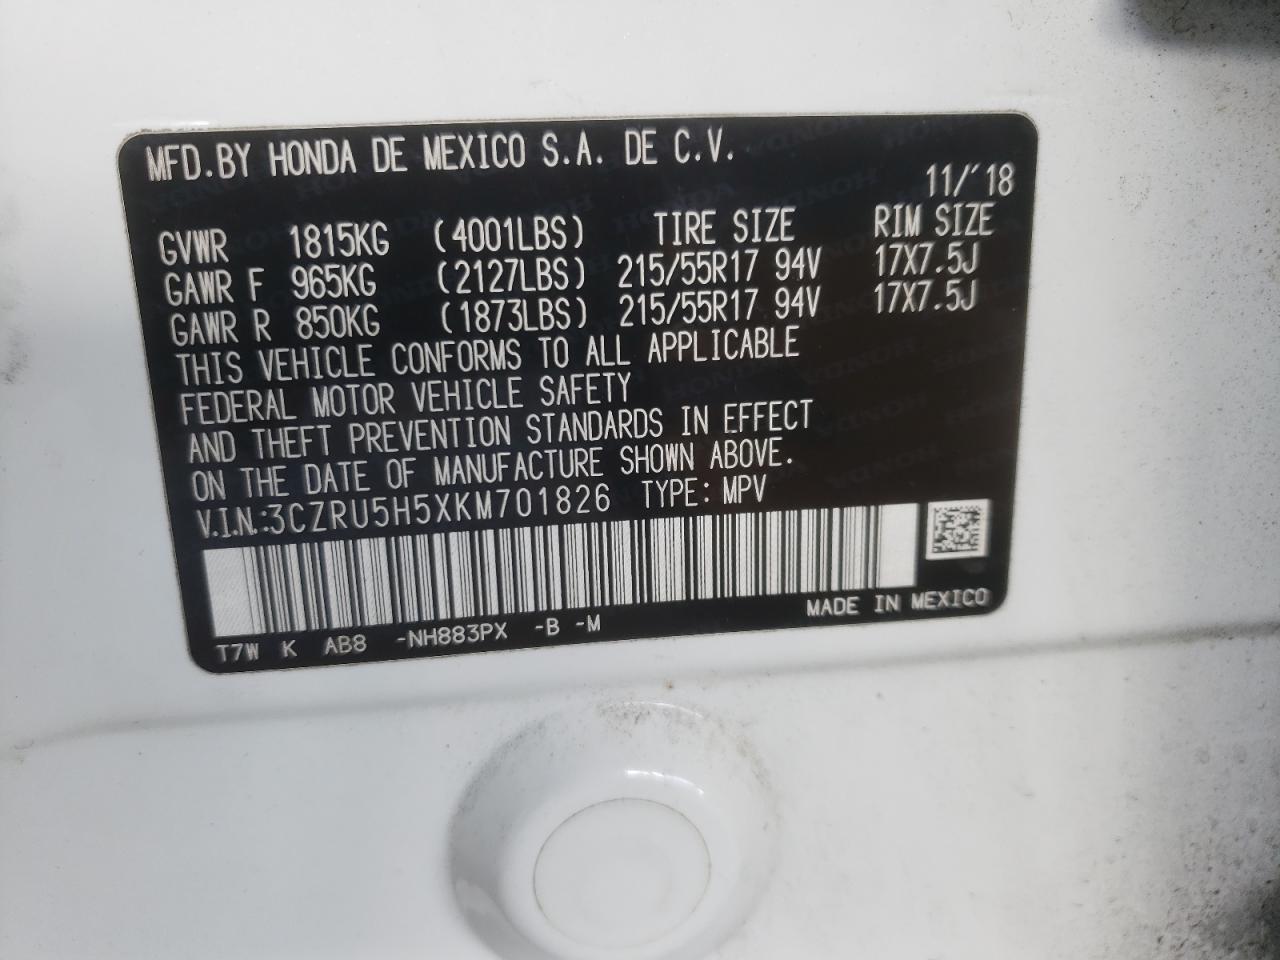 MFD.BY HONDA DE MEXICO S.A. DE C.V.
11/'18
GVWR 1815KG (4001LBS) TIRE SIZE RIM SIZE
GAWR F 965KG (2127LBS) 215/55R17 94V 17X7.5J
GAWR R 850KG (1873LBS) 215/55R17 94V 17X7.5J
THIS VEHICLE CONFORMS TO ALL APPLICABLE
FEDERAL MOTOR VEHICLE SAFETY
AND THEFT PREVENTION STANDARDS IN EFFECT
ON THE DATE OF MANUFACTURE SHOWN ABOVE.
V.I.N.:3CZRU5H5XKM701826 TYPE: MPV
MADE IN MEXICO
T7W K AB8 -NH883PX -B -M